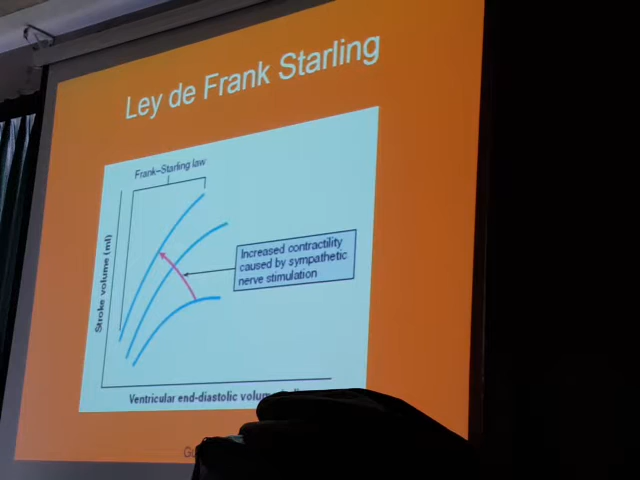 Ley de Frank Starling
Frank–Starling law
Increased contractility
caused by sympathetic
nerve stimulation
Stroke volume (ml)
Ventricular end-diastolic